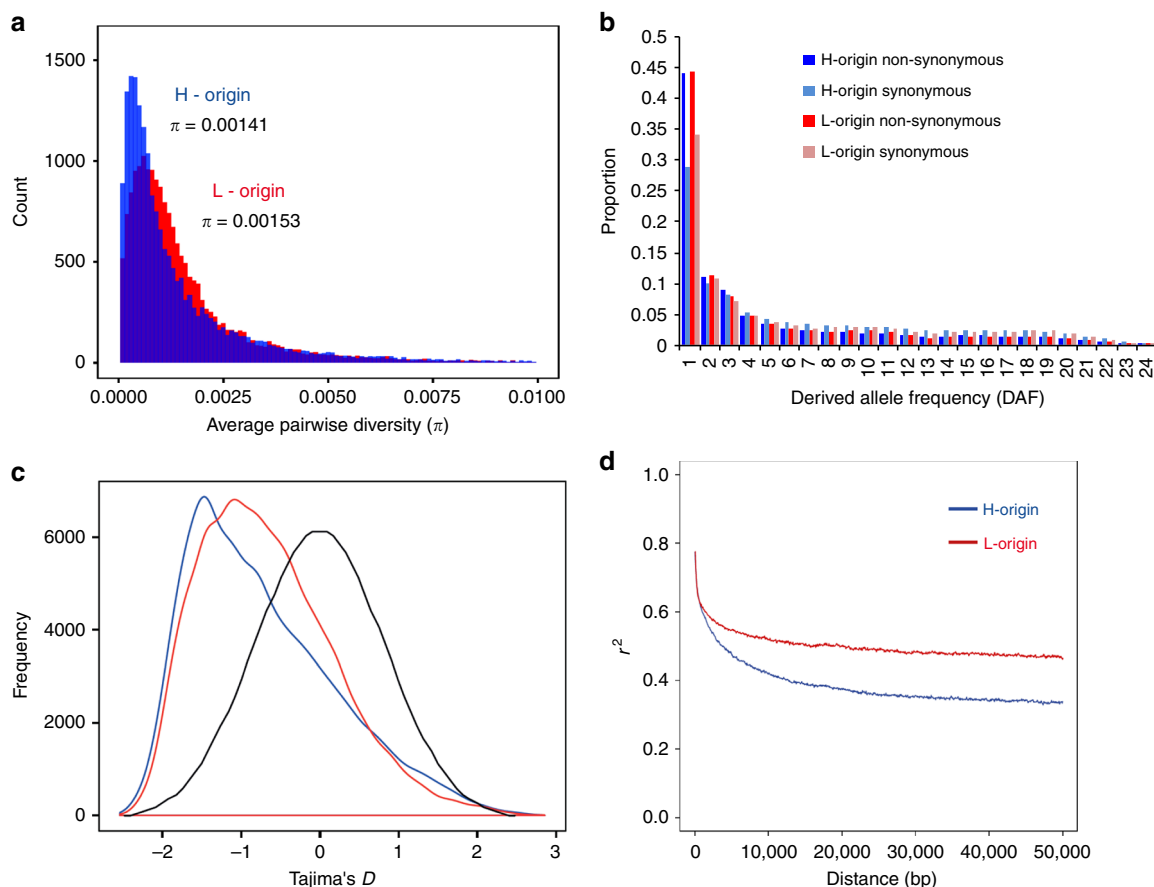 a
1500
1000
500
0
Count
H - origin
π = 0.00141
L - origin
π = 0.00153
0.0000 0.0025 0.0050 0.0075 0.0100
Average pairwise diversity (π)
b
0.5
0.45
0.4
0.35
0.3
0.25
0.2
0.15
0.1
0.05
0
Proportion
H-origin non-synonymous
H-origin synonymous
L-origin non-synonymous
L-origin synonymous
1 2 3 4 5 6 7 8 9 10 11 12 13 14 15 16 17 18 19 20 21 22 23 24
Derived allele frequency (DAF)
c
6000
4000
2000
0
Frequency
−2 −1 0 1 2 3
Tajima's D
d
1.0
0.8
0.6
0.4
0.2
0.0
r²
H-origin
L-origin
0 10,000 20,000 30,000 40,000 50,000
Distance (bp)